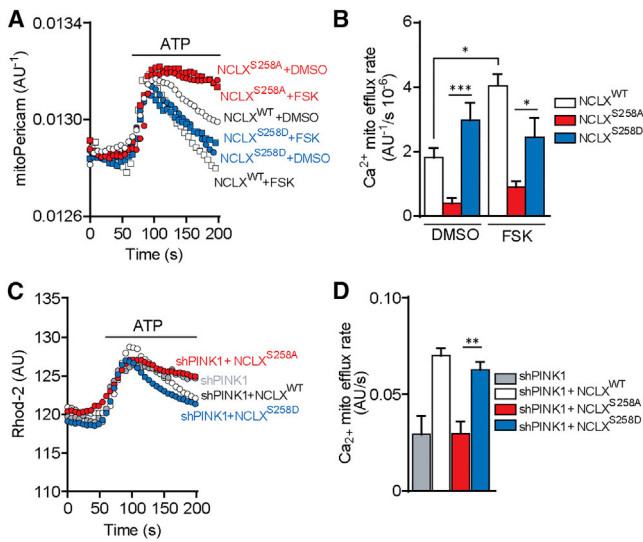 A
ATP
0.0134
0.0130
0.0126
mitoPericam (AU⁻¹)
NCLXS258A+DMSO
NCLXS258A+FSK
NCLXWT+DMSO
NCLXS258D+FSK
NCLXS258D+DMSO
NCLXWT+FSK
0 50 100 150 200
Time (s)
B
Ca2+ mito efflux rate
(AU-1/s 10-6)
6
4
2
0
*
***
*
DMSO FSK
NCLXWT
NCLXS258A
NCLXS258D
C
ATP
135
130
125
120
115
110
Rhod-2 (AU)
shPINK1+NCLXS258A
shPINK1
shPINK1+NCLXWT
shPINK1+NCLXS258D
0 50 100 150 200
Time (s)
D
Ca2+ mito efflux rate
(AU/s)
0.10
0.05
0
**
shPINK1
shPINK1+NCLXWT
shPINK1+NCLXS258A
shPINK1+NCLXS258D